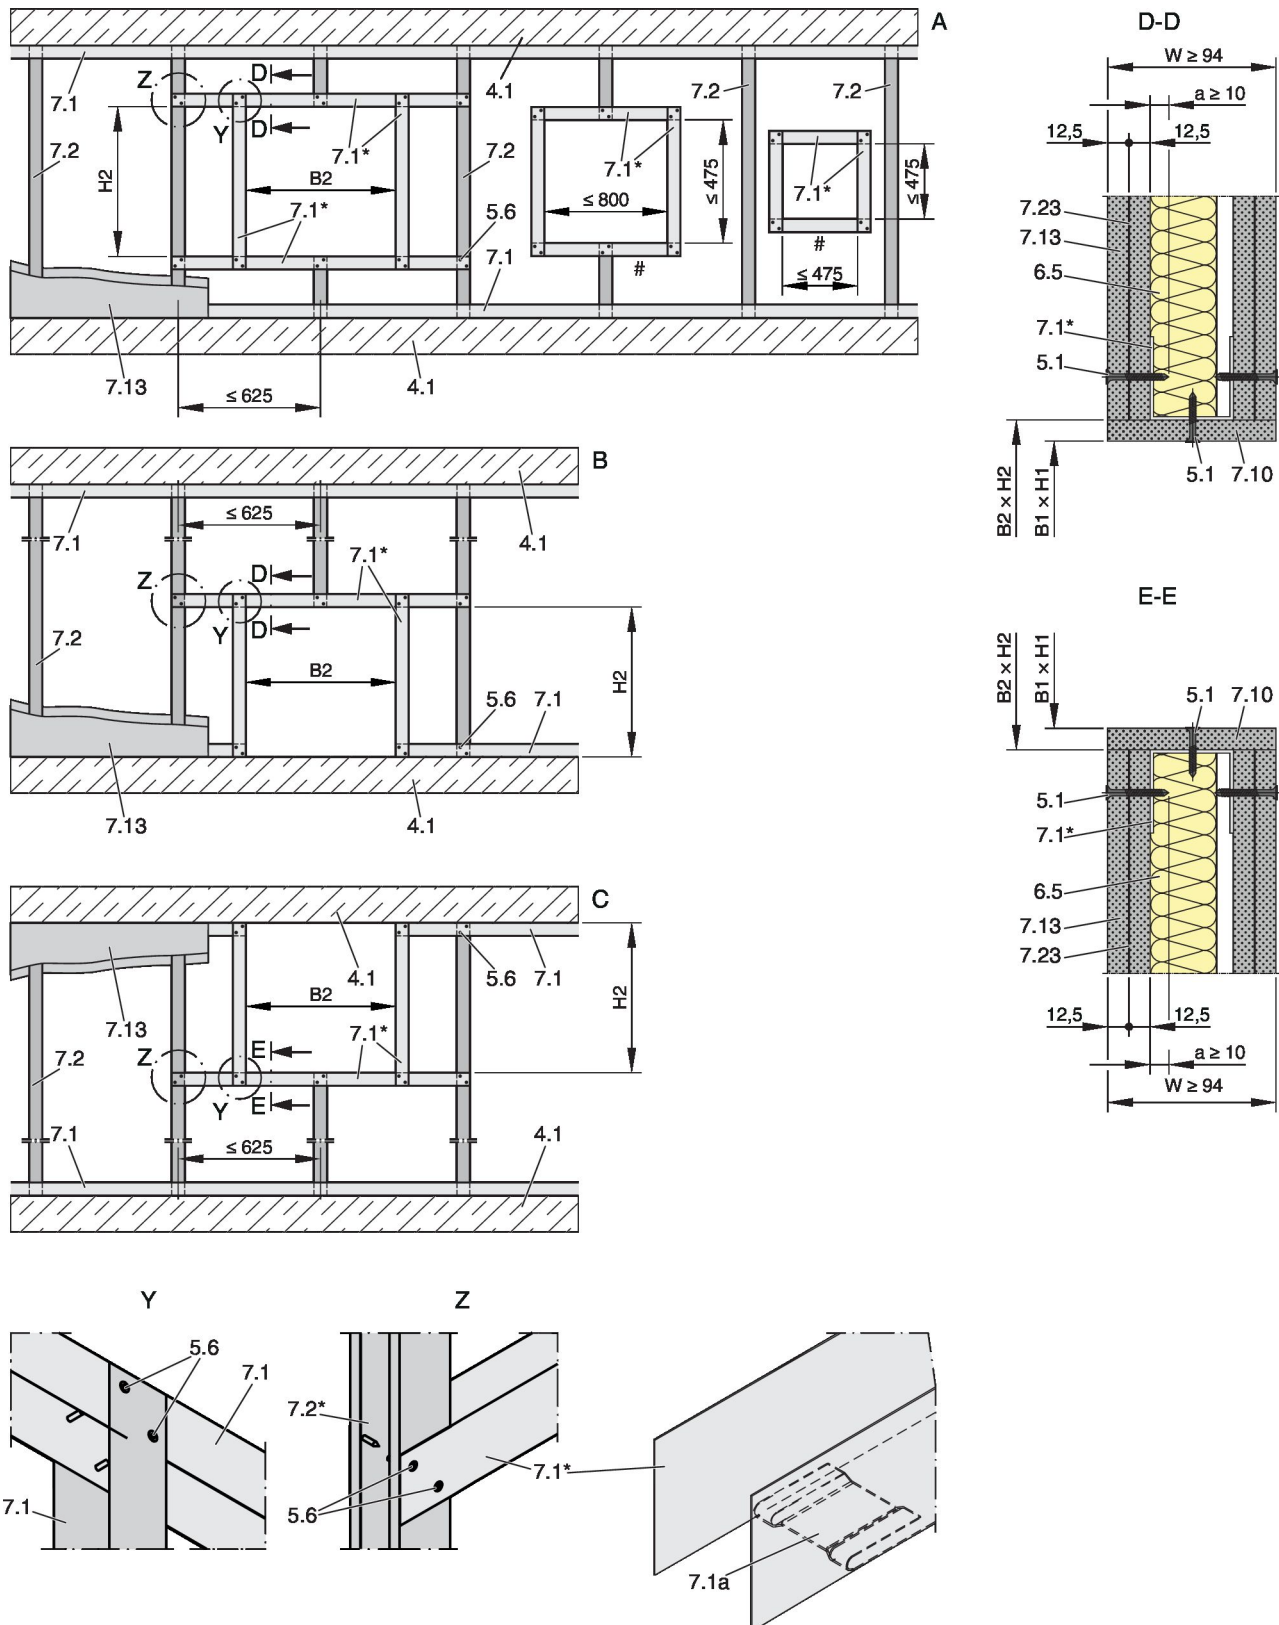 A
4.1
7.1
Z
D
7.2
7.2
H2
7.2
Y
D
7.1*
7.2
7.1*
≤ 475
7.1*
≤ 475
B2
7.1*
≤ 800
5.6
7.1
#
#
≤ 475
7.13
4.1
≤ 625
B
≤ 625
7.1
4.1
7.1*
Z
D
Y
D
7.2
B2
H2
5.6
7.1
7.13
4.1
C
4.1
5.6
7.1
B2
H2
7.13
7.1*
7.2
Z
E
Y
E
7.1
≤ 625
4.1
D-D
W ≥ 94
a ≥ 10
12,5
12,5
7.23
7.13
6.5
7.1*
5.1
5.1
7.10
B2 × H2
B1 × H1
E-E
B2 × H2
B1 × H1
5.1
7.10
5.1
7.1*
6.5
7.13
7.23
12,5
12,5
a ≥ 10
W ≥ 94
Y
5.6
7.1
7.1
Z
7.2*
7.1*
5.6
7.1a